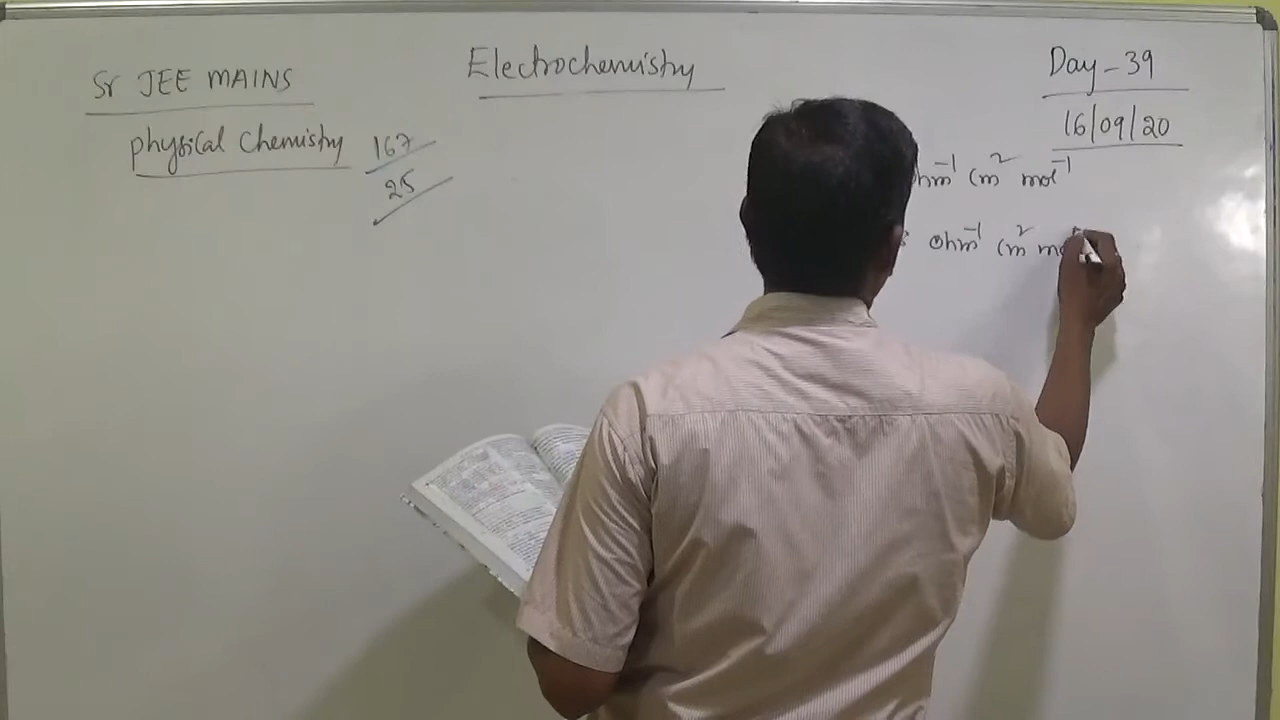 Sr JEE MAINS
Electrochemistry
Day-39
16/09/20
physical Chemistry
167
25
ohm⁻¹ cm² mol⁻¹
ohm⁻¹ cm²